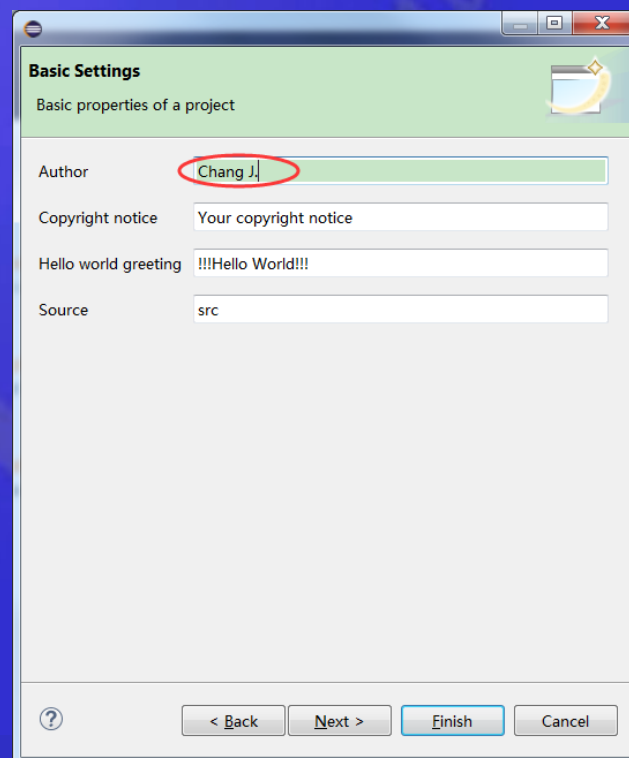 Basic Settings
Basic properties of a project
Author Chang J.
Copyright notice Your copyright notice
Hello world greeting !!!Hello World!!!
Source src
? < Back Next > Finish Cancel